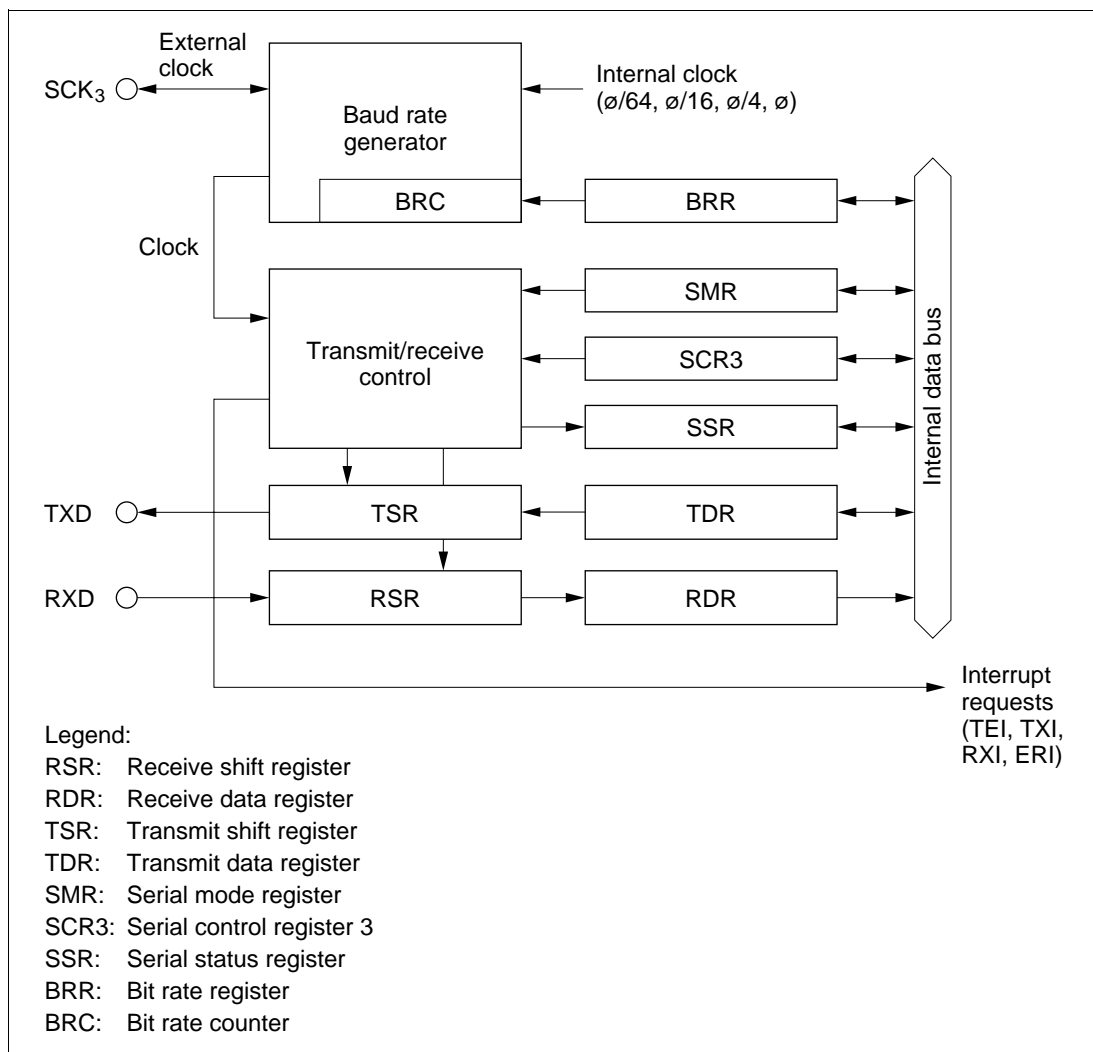 External
clock
SCK3
Internal clock
(ø/64, ø/16, ø/4, ø)
Baud rate
generator
BRC
BRR
Clock
SMR
Transmit/receive
control
SCR3
SSR
Internal data bus
TXD
TSR
TDR
RXD
RSR
RDR
Interrupt
requests
(TEI, TXI,
RXI, ERI)
Legend:
RSR: Receive shift register
RDR: Receive data register
TSR: Transmit shift register
TDR: Transmit data register
SMR: Serial mode register
SCR3: Serial control register 3
SSR: Serial status register
BRR: Bit rate register
BRC: Bit rate counter